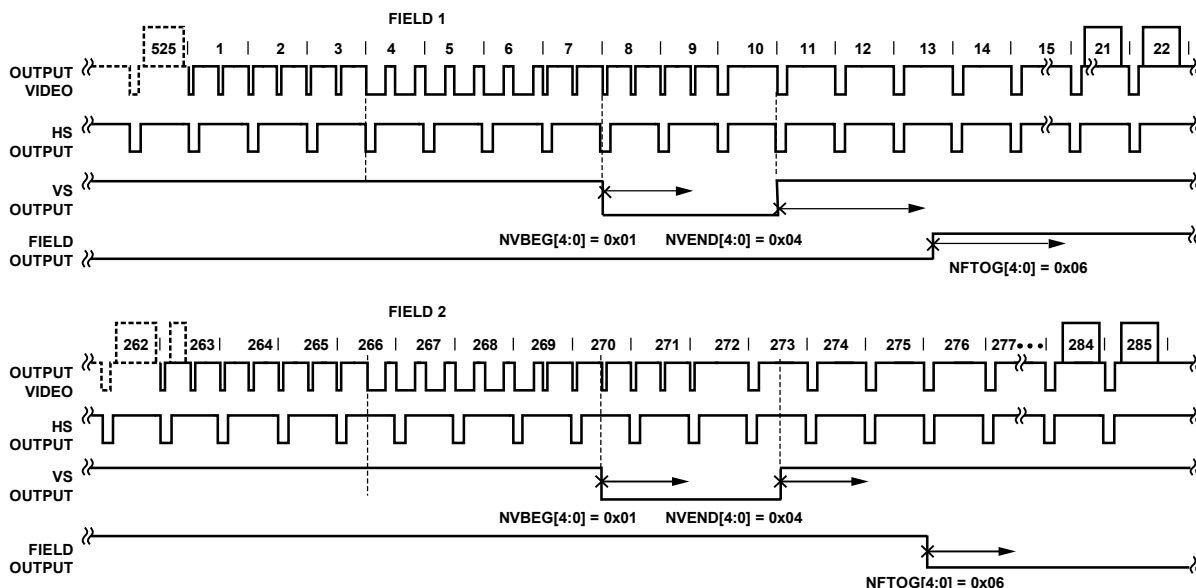 FIELD 1
525 1 2 3 4 5 6 7 8 9 10 11 12 13 14 15 21 22
OUTPUT
VIDEO
HS
OUTPUT
VS
OUTPUT
NVBEG[4:0] = 0x01 NVEND[4:0] = 0x04
FIELD
OUTPUT
NFTOG[4:0] = 0x06
FIELD 2
262 263 264 265 266 267 268 269 270 271 272 273 274 275 276 277 284 285
OUTPUT
VIDEO
HS
OUTPUT
VS
OUTPUT
NVBEG[4:0] = 0x01 NVEND[4:0] = 0x04
FIELD
OUTPUT
NFTOG[4:0] = 0x06